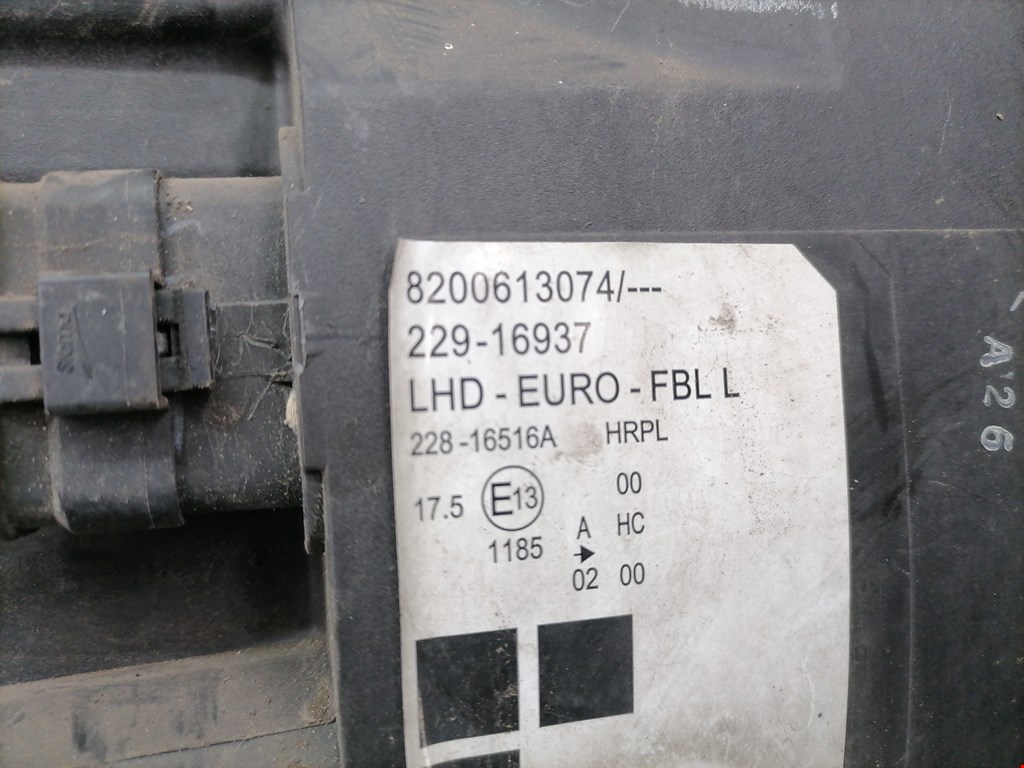 8200613074/---
229-16937
LHD - EURO - FBL L
228 -16516A HRPL
00
17.5 E13
A HC
1185
02 00
A26